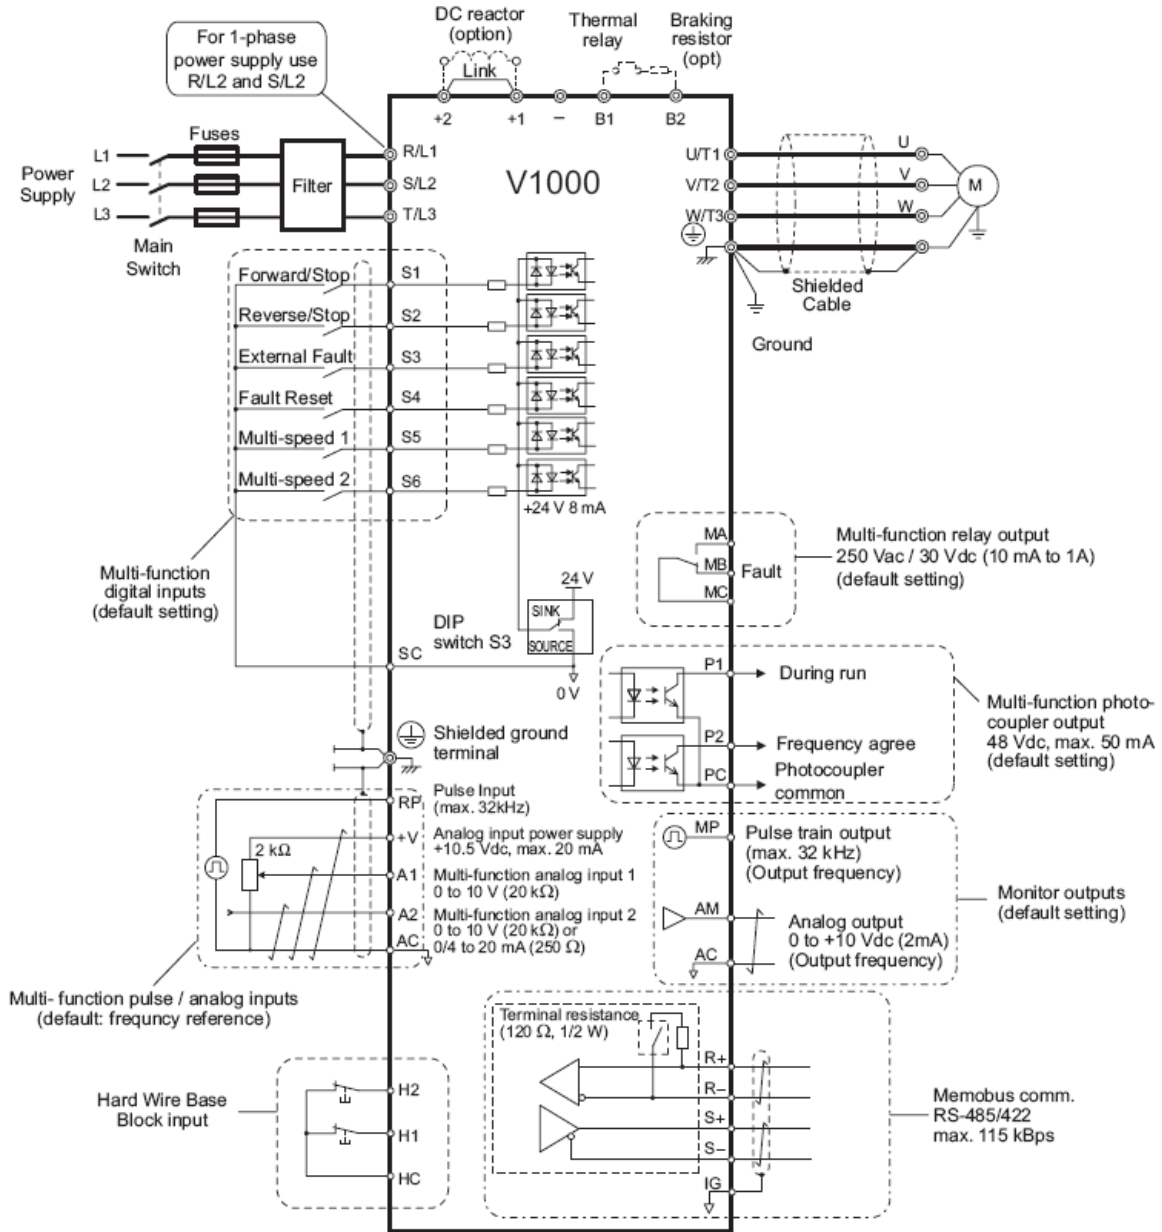 DC reactor
(option)
Thermal
relay
Braking
resistor
(opt)
For 1-phase
power supply use
R/L2 and S/L2
Link
+2
+1
–
B1
B2
Fuses
L1
L2
L3
Power
Supply
Main
Switch
Filter
R/L1
S/L2
T/L3
V1000
U/T1
V/T2
W/T3
U
V
W
M
Shielded
Cable
Ground
Forward/Stop
S1
Reverse/Stop
S2
External Fault
S3
Fault Reset
S4
Multi-speed 1
S5
Multi-speed 2
S6
+24 V 8 mA
Multi-function
digital inputs
(default setting)
MA
MB
MC
Fault
Multi-function relay output
250 Vac / 30 Vdc (10 mA to 1A)
(default setting)
24 V
DIP
switch S3
SINK
SOURCE
SC
0 V
P1
During run
P2
Frequency agree
PC
Photocoupler
common
Multi-function photo-
coupler output
48 Vdc, max. 50 mA
(default setting)
Shielded ground
terminal
RP
Pulse Input
(max. 32kHz)
+V
Analog input power supply
+10.5 Vdc, max. 20 mA
2 kΩ
A1
Multi-function analog input 1
0 to 10 V (20 kΩ)
A2
Multi-function analog input 2
0 to 10 V (20 kΩ) or
0/4 to 20 mA (250 Ω)
AC
Multi- function pulse / analog inputs
(default: frequncy reference)
MP
Pulse train output
(max. 32 kHz)
(Output frequency)
AM
Analog output
0 to +10 Vdc (2mA)
(Output frequency)
AC
Monitor outputs
(default setting)
Terminal resistance
(120 Ω, 1/2 W)
R+
R–
S+
S–
IG
Memobus comm.
RS-485/422
max. 115 kBps
Hard Wire Base
Block input
H2
H1
HC